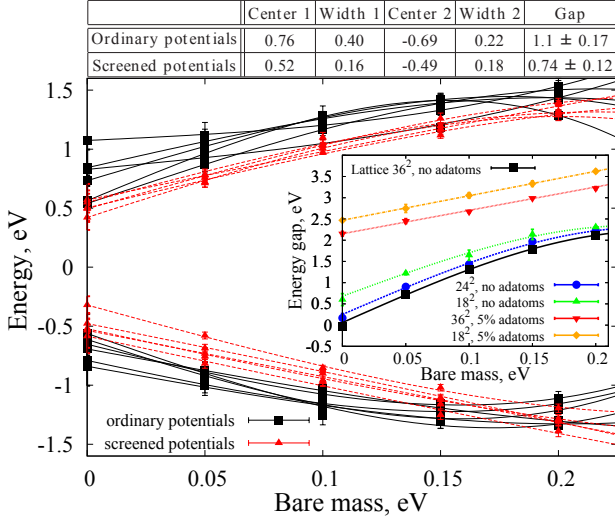 Center 1 Width 1 Center 2 Width 2 Gap
Ordinary potentials 0.76 0.40 -0.69 0.22 1.1 ± 0.17
Screened potentials 0.52 0.16 -0.49 0.18 0.74 ± 0.12
1.5
1
0.5
0
-0.5
-1
-1.5
Energy, eV
0 0.05 0.1 0.15 0.2
Bare mass, eV
ordinary potentials
screened potentials
Lattice 36², no adatoms
3.5
3
2.5
2
1.5
1
0.5
0
Energy gap, eV
24², no adatoms
18², no adatoms
36², 5% adatoms
18², 5% adatoms
0 0.05 0.1 0.15 0.2
Bare mass, eV